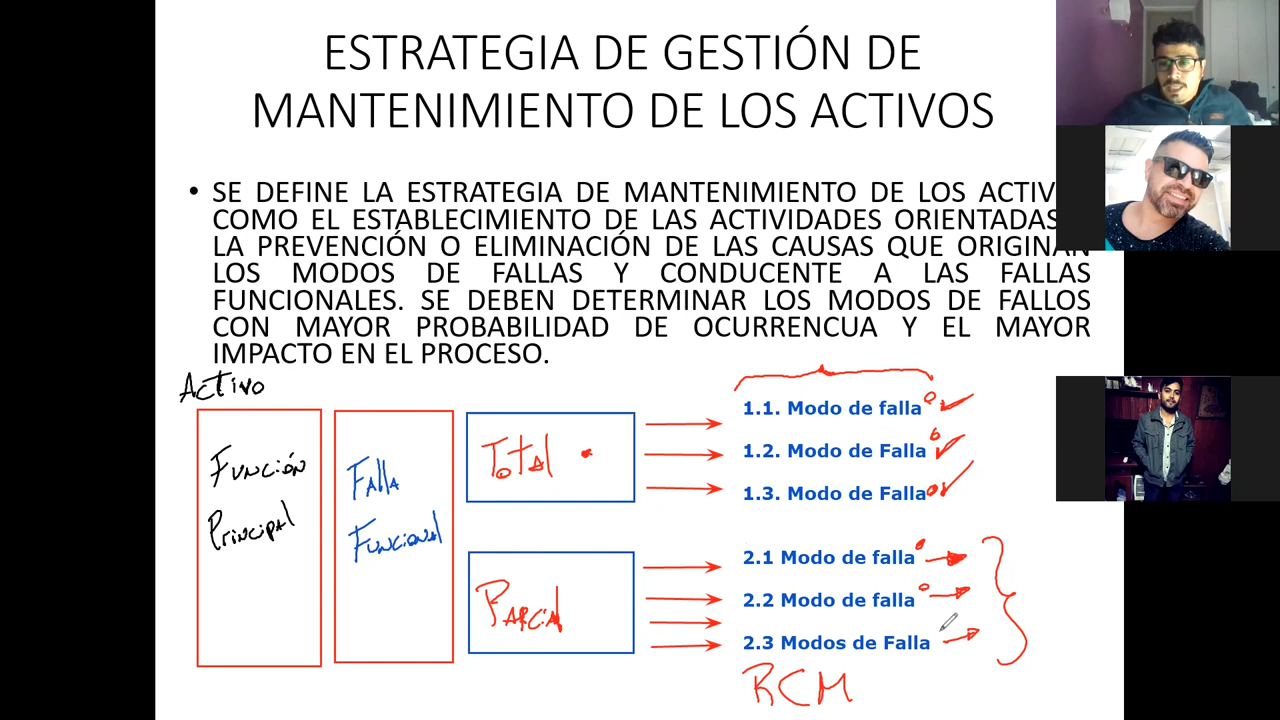 ESTRATEGIA DE GESTIÓN DE
MANTENIMIENTO DE LOS ACTIVOS
• SE DEFINE LA ESTRATEGIA DE MANTENIMIENTO DE LOS ACTIV
COMO EL ESTABLECIMIENTO DE LAS ACTIVIDADES ORIENTADAS
LA PREVENCIÓN O ELIMINACIÓN DE LAS CAUSAS QUE ORIGINAN
LOS MODOS DE FALLAS Y CONDUCENTE A LAS FALLAS
FUNCIONALES. SE DEBEN DETERMINAR LOS MODOS DE FALLOS
CON MAYOR PROBABILIDAD DE OCURRENCUA Y EL MAYOR
IMPACTO EN EL PROCESO.
Activo
Función
Principal
Falla
Funcional
Total
Parcial
1.1. Modo de falla
1.2. Modo de Falla
1.3. Modo de Falla
2.1 Modo de falla
2.2 Modo de falla
2.3 Modos de Falla
RCM